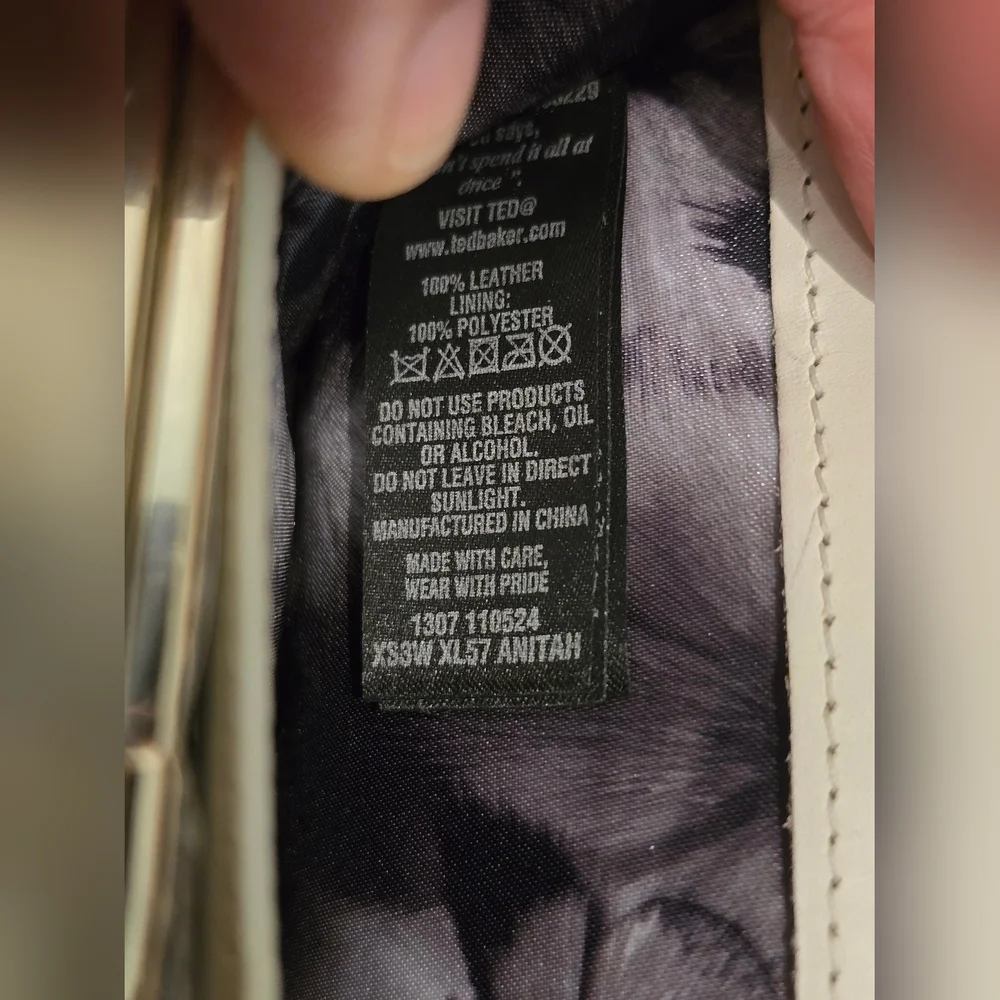 says,
spend it all at
once".
VISIT TED@
www.tedbaker.com
100% LEATHER
LINING:
100% POLYESTER
DO NOT USE PRODUCTS
CONTAINING BLEACH, OIL
OR ALCOHOL.
DO NOT LEAVE IN DIRECT
SUNLIGHT.
MANUFACTURED IN CHINA
MADE WITH CARE,
WEAR WITH PRIDE
1307 110524
XS3W XL57 ANITAH